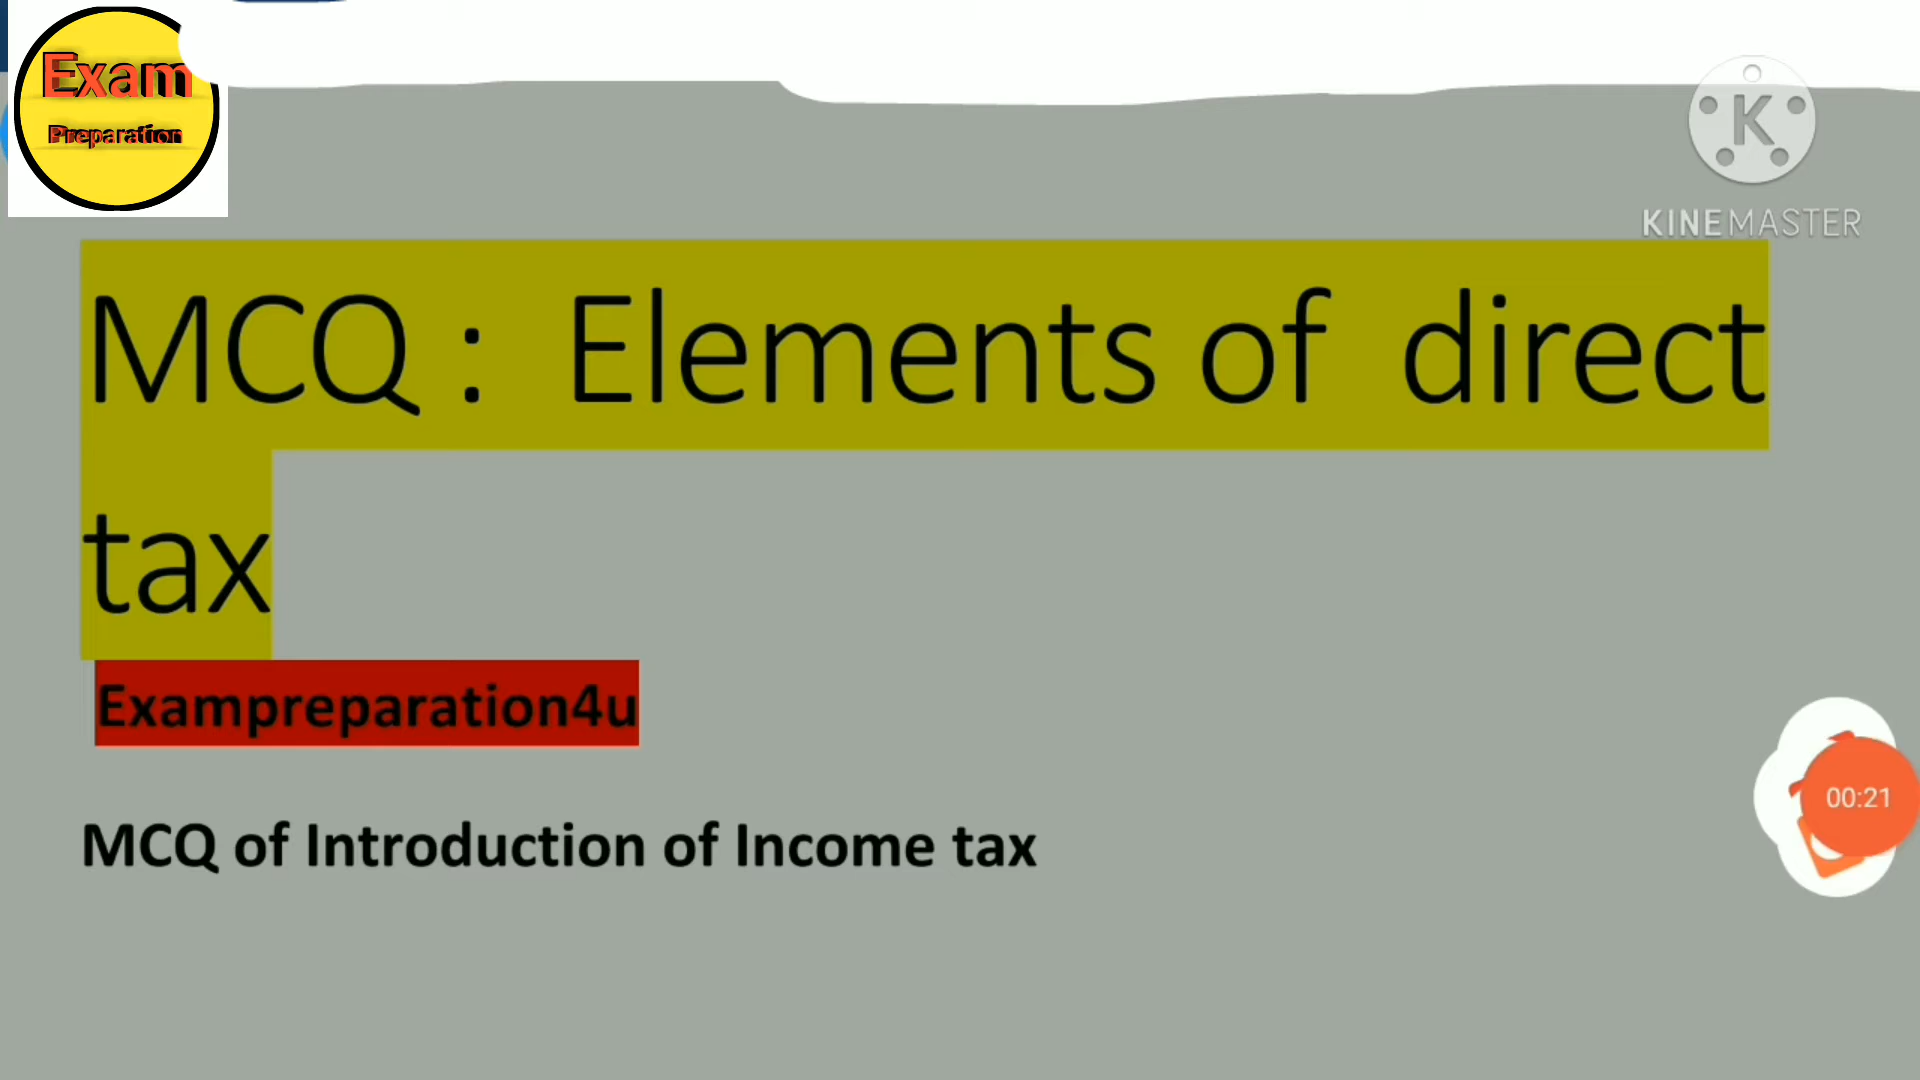 Exam
Preparation
K
KINEMASTER
MCQ : Elements of direct
tax
Exampreparation4u
00:21
MCQ of Introduction of Income tax